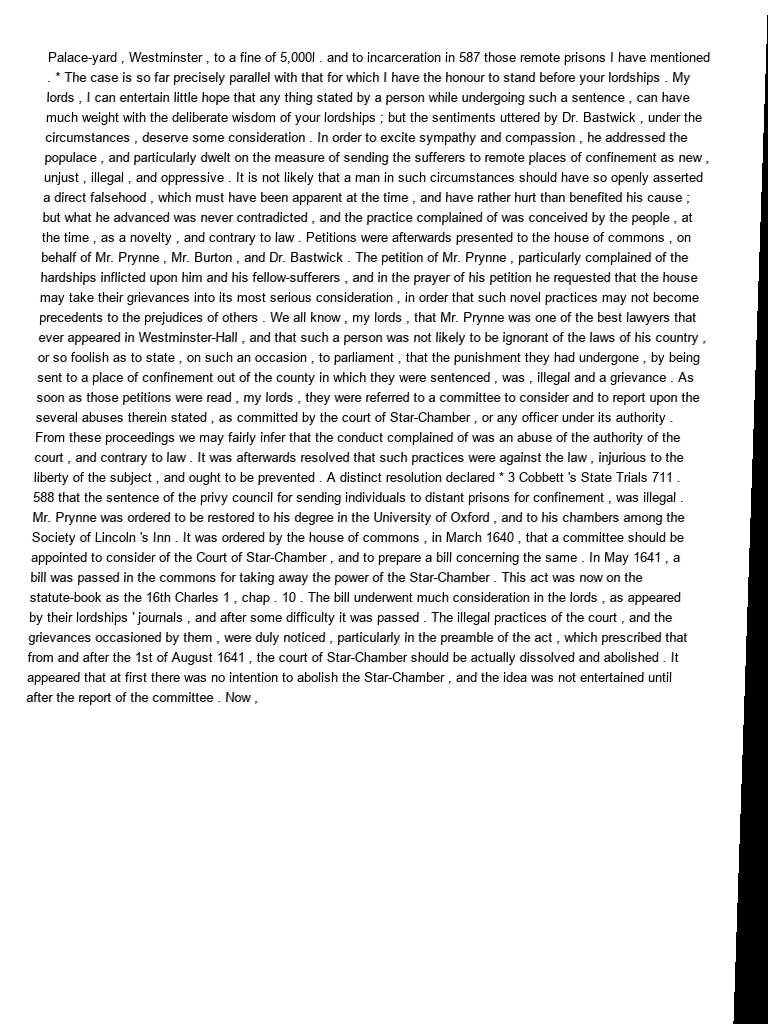 Palace-yard , Westminster , to a fine of 5,000l . and to incarceration in 587 those remote prisons I have mentioned
. * The case is so far precisely parallel with that for which I have the honour to stand before your lordships . My
lords , I can entertain little hope that any thing stated by a person while undergoing such a sentence , can have
much weight with the deliberate wisdom of your lordships ; but the sentiments uttered by Dr. Bastwick , under the
circumstances , deserve some consideration . In order to excite sympathy and compassion , he addressed the
populace , and particularly dwelt on the measure of sending the sufferers to remote places of confinement as new ,
unjust , illegal , and oppressive . It is not likely that a man in such circumstances should have so openly asserted
a direct falsehood , which must have been apparent at the time , and have rather hurt than benefited his cause ;
but what he advanced was never contradicted , and the practice complained of was conceived by the people , at
the time , as a novelty , and contrary to law . Petitions were afterwards presented to the house of commons , on
behalf of Mr. Prynne , Mr. Burton , and Dr. Bastwick . The petition of Mr. Prynne , particularly complained of the
hardships inflicted upon him and his fellow-sufferers , and in the prayer of his petition he requested that the house
may take their grievances into its most serious consideration , in order that such novel practices may not become
precedents to the prejudices of others . We all know , my lords , that Mr. Prynne was one of the best lawyers that
ever appeared in Westminster-Hall , and that such a person was not likely to be ignorant of the laws of his country ,
or so foolish as to state , on such an occasion , to parliament , that the punishment they had undergone , by being
sent to a place of confinement out of the county in which they were sentenced , was , illegal and a grievance . As
soon as those petitions were read , my lords , they were referred to a committee to consider and to report upon the
several abuses therein stated , as committed by the court of Star-Chamber , or any officer under its authority .
From these proceedings we may fairly infer that the conduct complained of was an abuse of the authority of the
court , and contrary to law . It was afterwards resolved that such practices were against the law , injurious to the
liberty of the subject , and ought to be prevented . A distinct resolution declared * 3 Cobbett 's State Trials 711 .
588 that the sentence of the privy council for sending individuals to distant prisons for confinement , was illegal .
Mr. Prynne was ordered to be restored to his degree in the University of Oxford , and to his chambers among the
Society of Lincoln 's Inn . It was ordered by the house of commons , in March 1640 , that a committee should be
appointed to consider of the Court of Star-Chamber , and to prepare a bill concerning the same . In May 1641 , a
bill was passed in the commons for taking away the power of the Star-Chamber . This act was now on the
statute-book as the 16th Charles 1 , chap . 10 . The bill underwent much consideration in the lords , as appeared
by their lordships ' journals , and after some difficulty it was passed . The illegal practices of the court , and the
grievances occasioned by them , were duly noticed , particularly in the preamble of the act , which prescribed that
from and after the 1st of August 1641 , the court of Star-Chamber should be actually dissolved and abolished . It
appeared that at first there was no intention to abolish the Star-Chamber , and the idea was not entertained until
after the report of the committee . Now ,